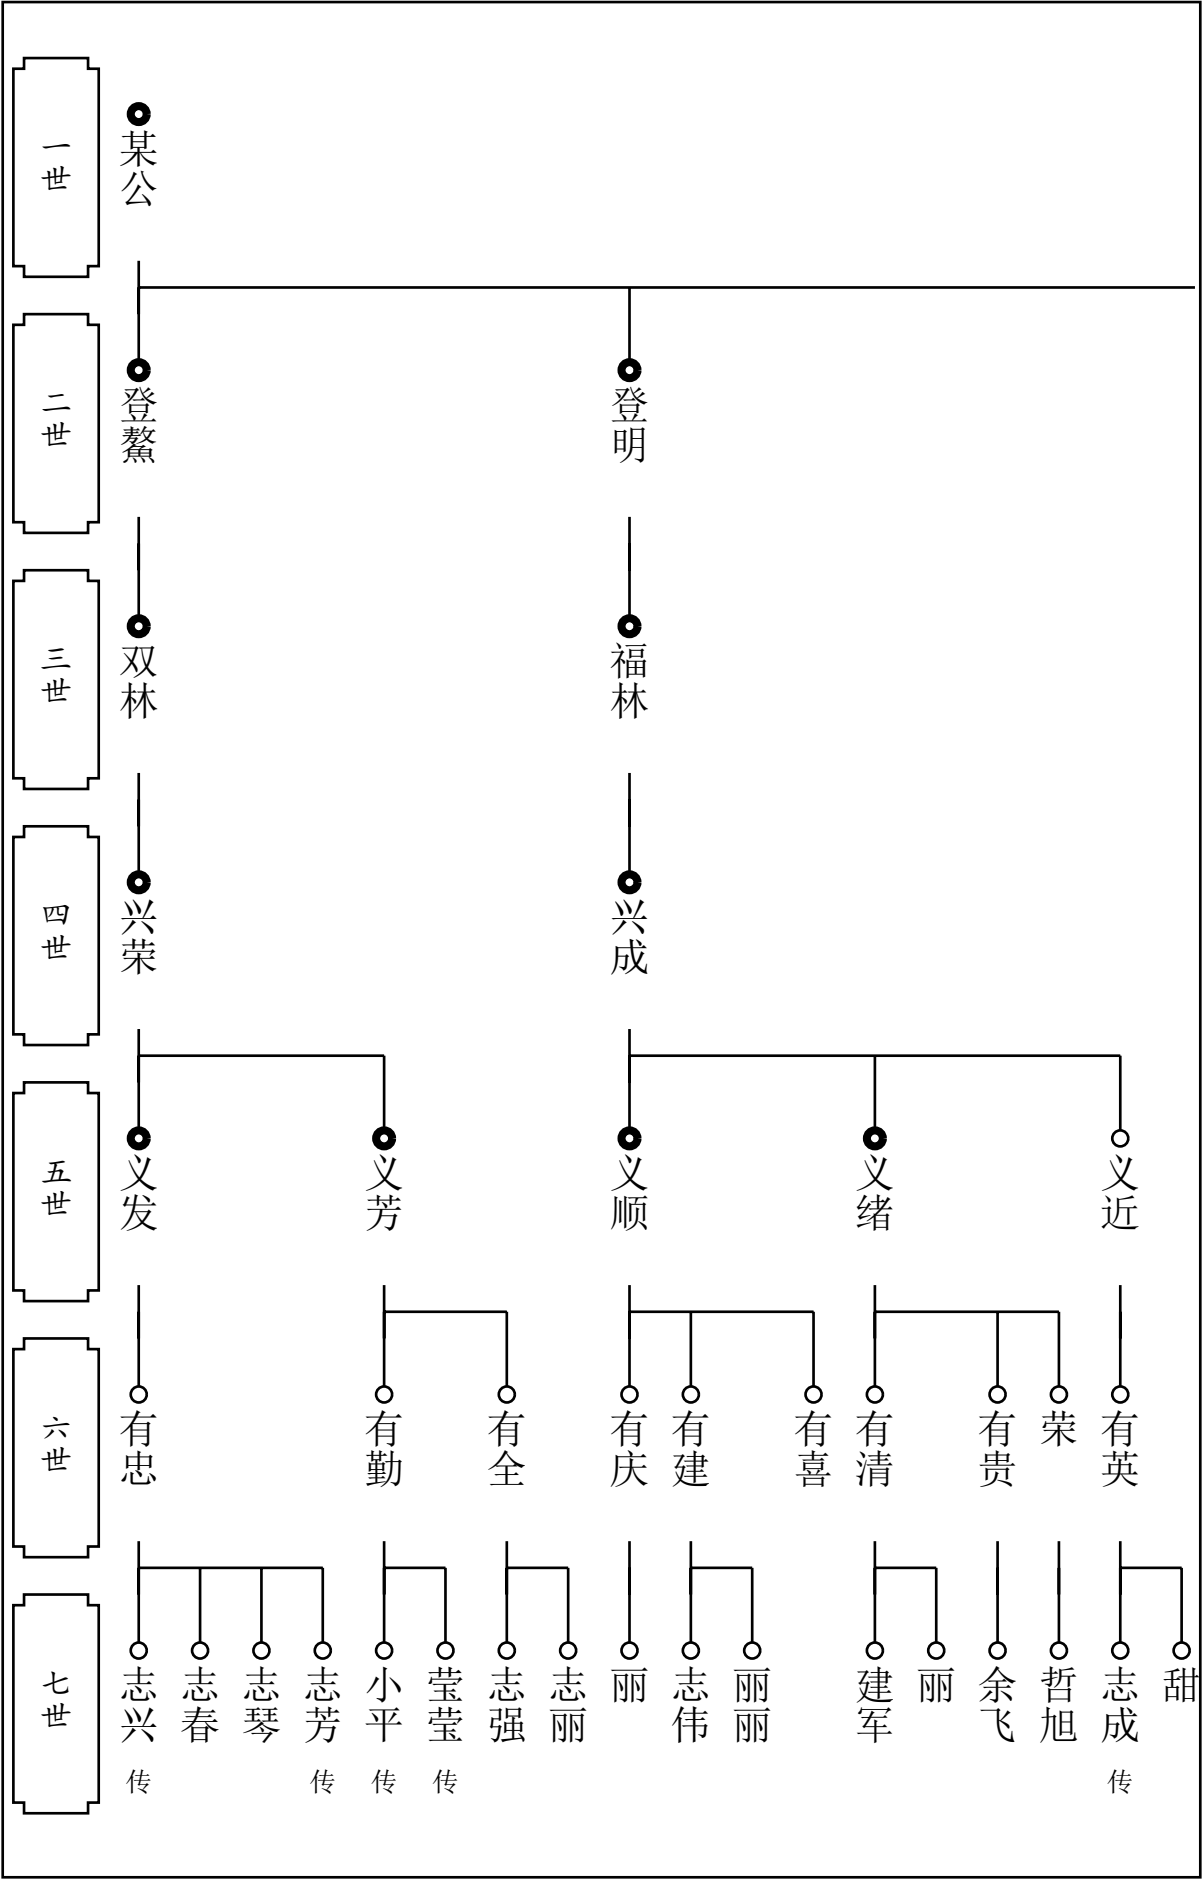 一世
某公
二世
登鳌
登明
三世
双林
福林
四世
兴荣
兴成
五世
义发
义芳
义顺
义绪
义近
六世
有忠
有勤
有全
有庆
有建
有喜
有清
有贵
荣
有英
七世
志兴
传
志春
志琴
志芳
传
小平
传
莹莹
传
志强
志丽
丽
志伟
丽丽
建军
丽
余飞
哲旭
志成
传
甜